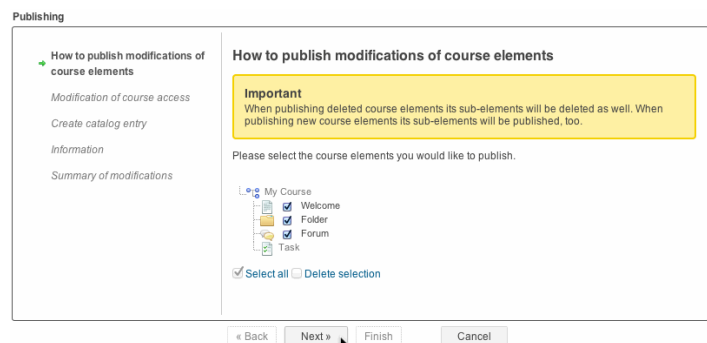 Publishing
How to publish modifications of
course elements
Modification of course access
Create catalog entry
Information
Summary of modifications
How to publish modifications of course elements
Important
When publishing deleted course elements its sub-elements will be deleted as well. When
publishing new course elements its sub-elements will be published, too.
Please select the course elements you would like to publish.
My Course
Welcome
Folder
Forum
Task
Select all Delete selection
« Back Next » Finish Cancel